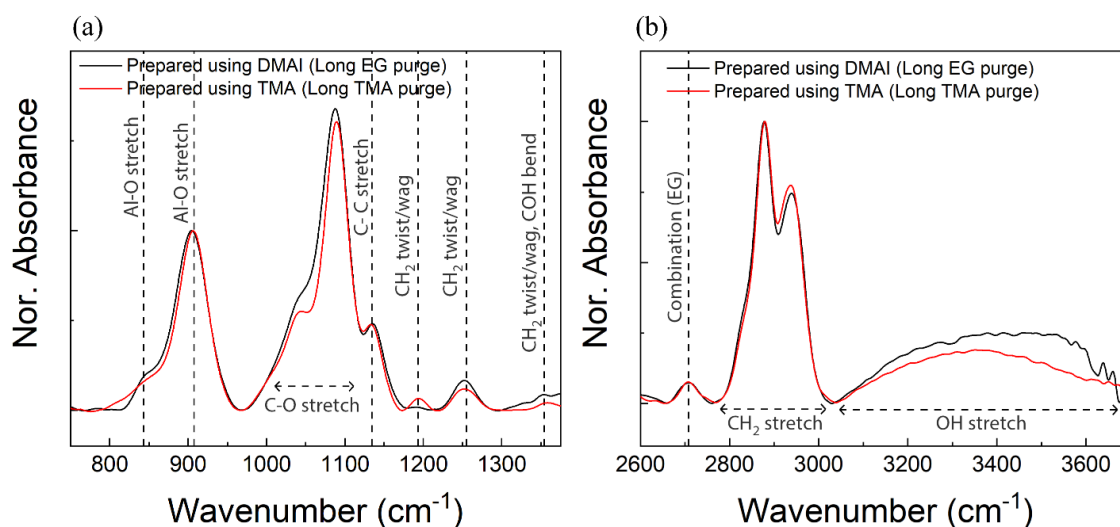 (a)
Prepared using DMAI (Long EG purge)
Prepared using TMA (Long TMA purge)
Al-O stretch
Al-O stretch
C-O stretch
C- C stretch
CH₂ twist/wag
CH₂ twist/wag
CH₂ twist/wag, COH bend
Nor. Absorbance
800 900 1000 1100 1200 1300
Wavenumber (cm⁻¹)
(b)
Prepared using DMAI (Long EG purge)
Prepared using TMA (Long TMA purge)
Combination (EG)
CH₂ stretch
OH stretch
Nor. Absorbance
2600 2800 3000 3200 3400 3600
Wavenumber (cm⁻¹)